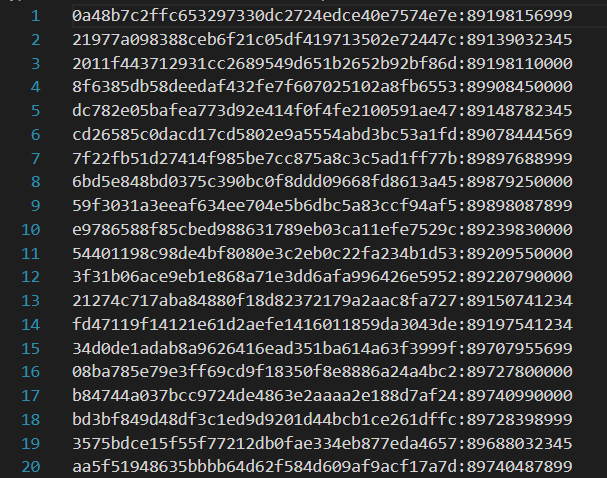 1 0a48b7c2ffc653297330dc2724edce40e7574e7e:89198156999
2 21977a098388ceb6f21c05df419713502e72447c:89139032345
3 2011f443712931cc2689549d651b2652b92bf86d:89198110000
4 8f6385db58deedaf432fe7f607025102a8fb6553:89908450000
5 dc782e05bafea773d92e414f0f4fe2100591ae47:89148782345
6 cd26585c0dacd17cd5802e9a5554abd3bc53a1fd:89078444569
7 7f22fb51d27414f985be7cc875a8c3c5ad1ff77b:89897688999
8 6bd5e848bd0375c390bc0f8ddd09668fd8613a45:89879250000
9 59f3031a3eeaf634ee704e5b6dbc5a83ccf94af5:89898087899
10 e9786588f85cbed988631789eb03ca11efe7529c:89239830000
11 54401198c98de4bf8080e3c2eb0c22fa234b1d53:89209550000
12 3f31b06ace9eb1e868a71e3dd6afa996426e5952:89220790000
13 21274c717aba84880f18d82372179a2aac8fa727:89150741234
14 fd47119f14121e61d2aefe1416011859da3043de:89197541234
15 34d0de1adab8a9626416ead351ba614a63f3999f:89707955699
16 08ba785e79e3ff69cd9f18350f8e8886a24a4bc2:89727800000
17 b84744a037bcc9724de4863e2aaaa2e188d7af24:89740990000
18 bd3bf849d48df3c1ed9d9201d44bcb1ce261dffc:89728398999
19 3575bdce15f55f77212db0fae334eb877eda4657:89688032345
20 aa5f51948635bbbb64d62f584d609af9acf17a7d:89740487899